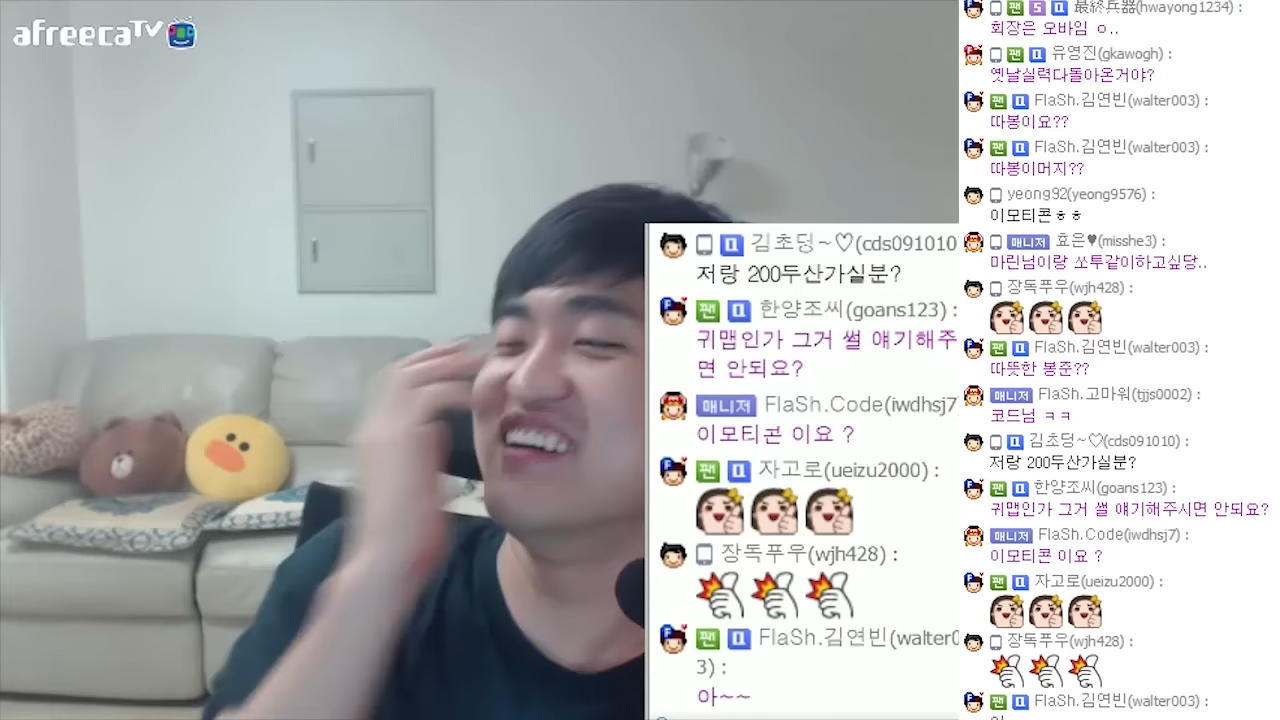 afreecaTV
김초딩~♡(cds091010
저랑 200두산가실분?
한양조씨(goans123) :
귀맵인가 그거 썰 얘기해주
면 안되요?
매니저 FlaSh.Code(iwdhsj7
이모티콘 이요 ?
팬 자고로(ueizu2000) :
장독푸우(wjh428) :
팬 FlaSh.김연빈(walter0
3) :
아~~
팬 S 最終兵器(hwayong1234) :
회장은 오바임 ㅇ..
팬 유영진(gkawogh) :
옛날실력다돌아온거야?
팬 FlaSh.김연빈(walter003) :
따봉이요??
팬 FlaSh.김연빈(walter003) :
따봉이머지??
yeong92(yeong9576) :
이모티콘ㅎㅎ
매니저 효은♥(misshe3) :
마린님이랑 쏘투같이하고싶당..
장독푸우(wjh428) :
팬 FlaSh.김연빈(walter003) :
따뜻한 봉준??
매니저 FlaSh.고마워(tjjs0002) :
코드님 ㅋㅋ
김초딩~♡(cds091010) :
저랑 200두산가실분?
팬 한양조씨(goans123) :
귀맵인가 그거 썰 얘기해주시면 안되요?
매니저 FlaSh.Code(iwdhsj7) :
이모티콘 이요 ?
팬 자고로(ueizu2000) :
장독푸우(wjh428) :
팬 FlaSh.김연빈(walter003) :